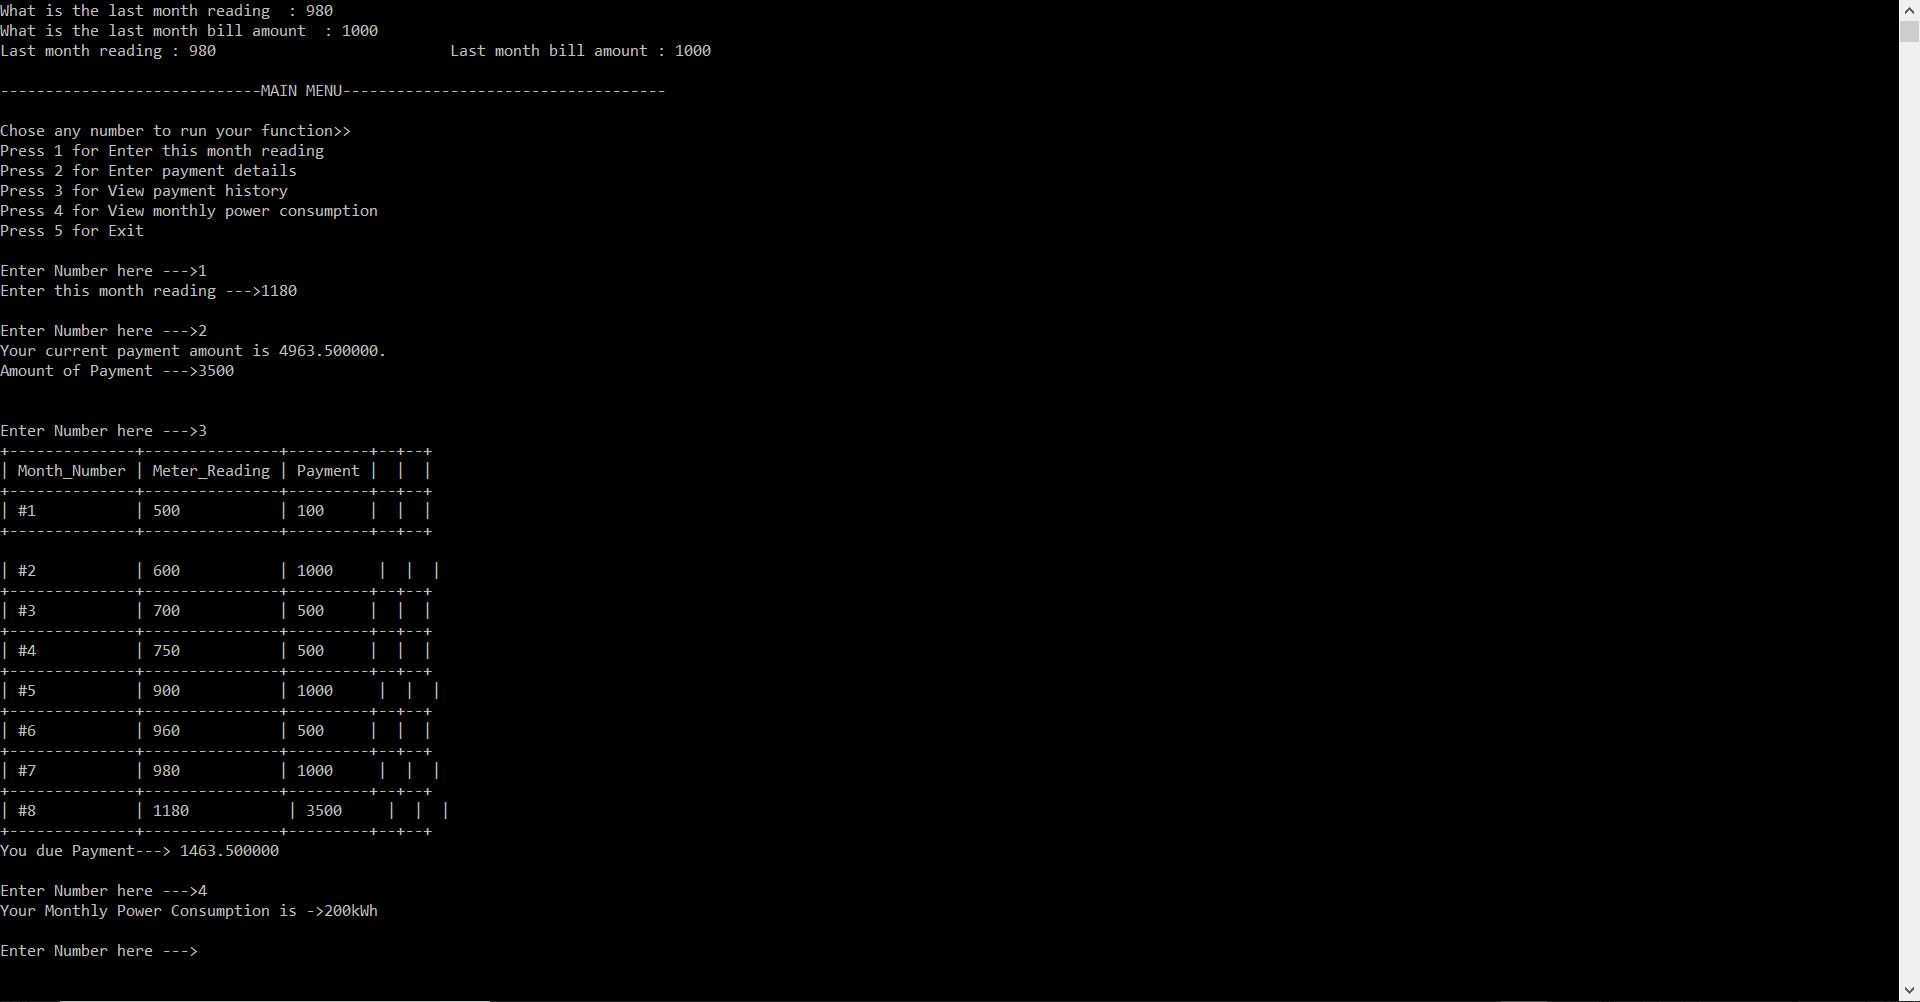 What is the last month reading  : 980
What is the last month bill amount  : 1000
Last month reading : 980                          Last month bill amount : 1000
-----------------------------MAIN MENU------------------------------------
Chose any number to run your function>>
Press 1 for Enter this month reading
Press 2 for Enter payment details
Press 3 for View payment history
Press 4 for View monthly power consumption
Press 5 for Exit
Enter Number here --->1
Enter this month reading --->1180
Enter Number here --->2
Your current payment amount is 4963.500000.
Amount of Payment --->3500
Enter Number here --->3
+--------------+---------------+---------+--+--+
| Month_Number | Meter_Reading | Payment |  |  |
+--------------+---------------+---------+--+--+
| #1           | 500           | 100     |  |  |
+--------------+---------------+---------+--+--+
| #2           | 600           | 1000     |  |  |
+--------------+---------------+---------+--+--+
| #3           | 700           | 500     |  |  |
+--------------+---------------+---------+--+--+
| #4           | 750           | 500     |  |  |
+--------------+---------------+---------+--+--+
| #5           | 900           | 1000     |  |  |
+--------------+---------------+---------+--+--+
| #6           | 960           | 500     |  |  |
+--------------+---------------+---------+--+--+
| #7           | 980           | 1000     |  |  |
+--------------+---------------+---------+--+--+
| #8           | 1180           | 3500     |  |  |
+--------------+---------------+---------+--+--+
You due Payment---> 1463.500000
Enter Number here --->4
Your Monthly Power Consumption is ->200kWh
Enter Number here --->